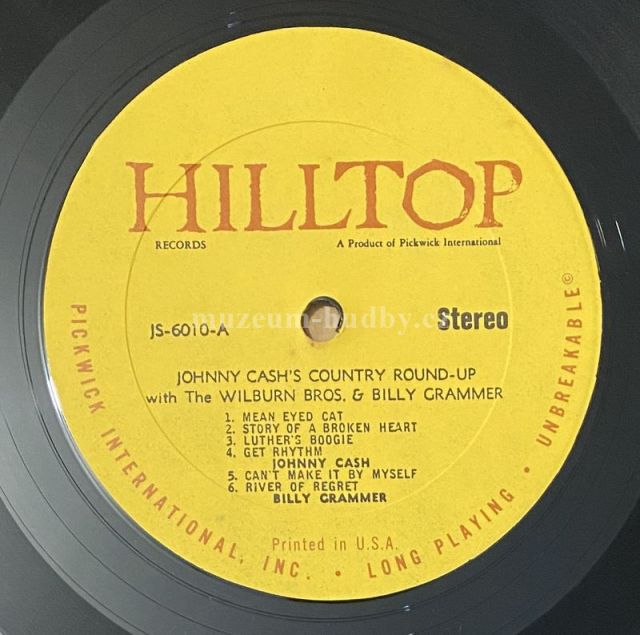 HILLTOP
RECORDS
A Product of Pickwick International
JS-6010-A
Stereo
muzeum-hudby.cz
JOHNNY CASH'S COUNTRY ROUND-UP
with The WILBURN BROS. & BILLY GRAMMER
1. MEAN EYED CAT
2. STORY OF A BROKEN HEART
3. LUTHER'S BOOGIE
4. GET RHYTHM
JOHNNY CASH
5. CAN'T MAKE IT BY MYSELF
6. RIVER OF REGRET
BILLY GRAMMER
Printed in U.S.A.
PICKWICK INTERNATIONAL, INC. • LONG PLAYING • UNBREAKABLE ©